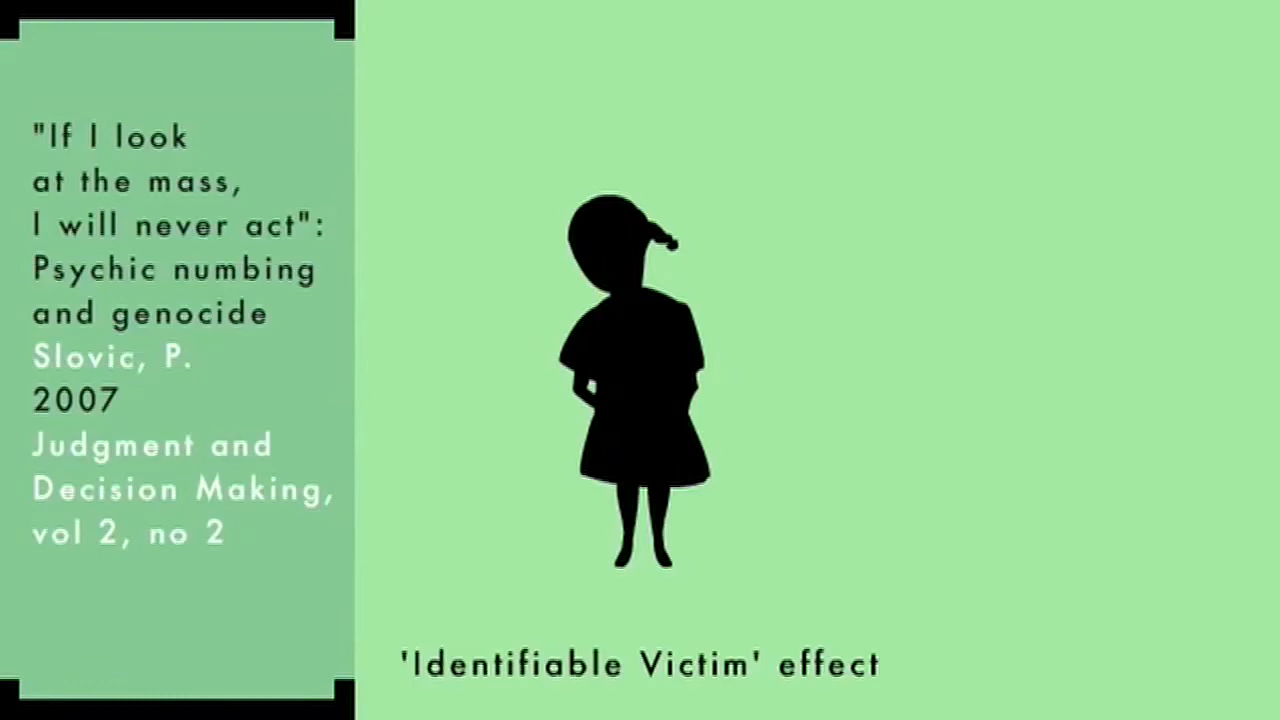 "If I look
at the mass,
I will never act":
Psychic numbing
and genocide
Slovic, P.
2007
Judgment and
Decision Making,
vol 2, no 2
'Identifiable Victim' effect